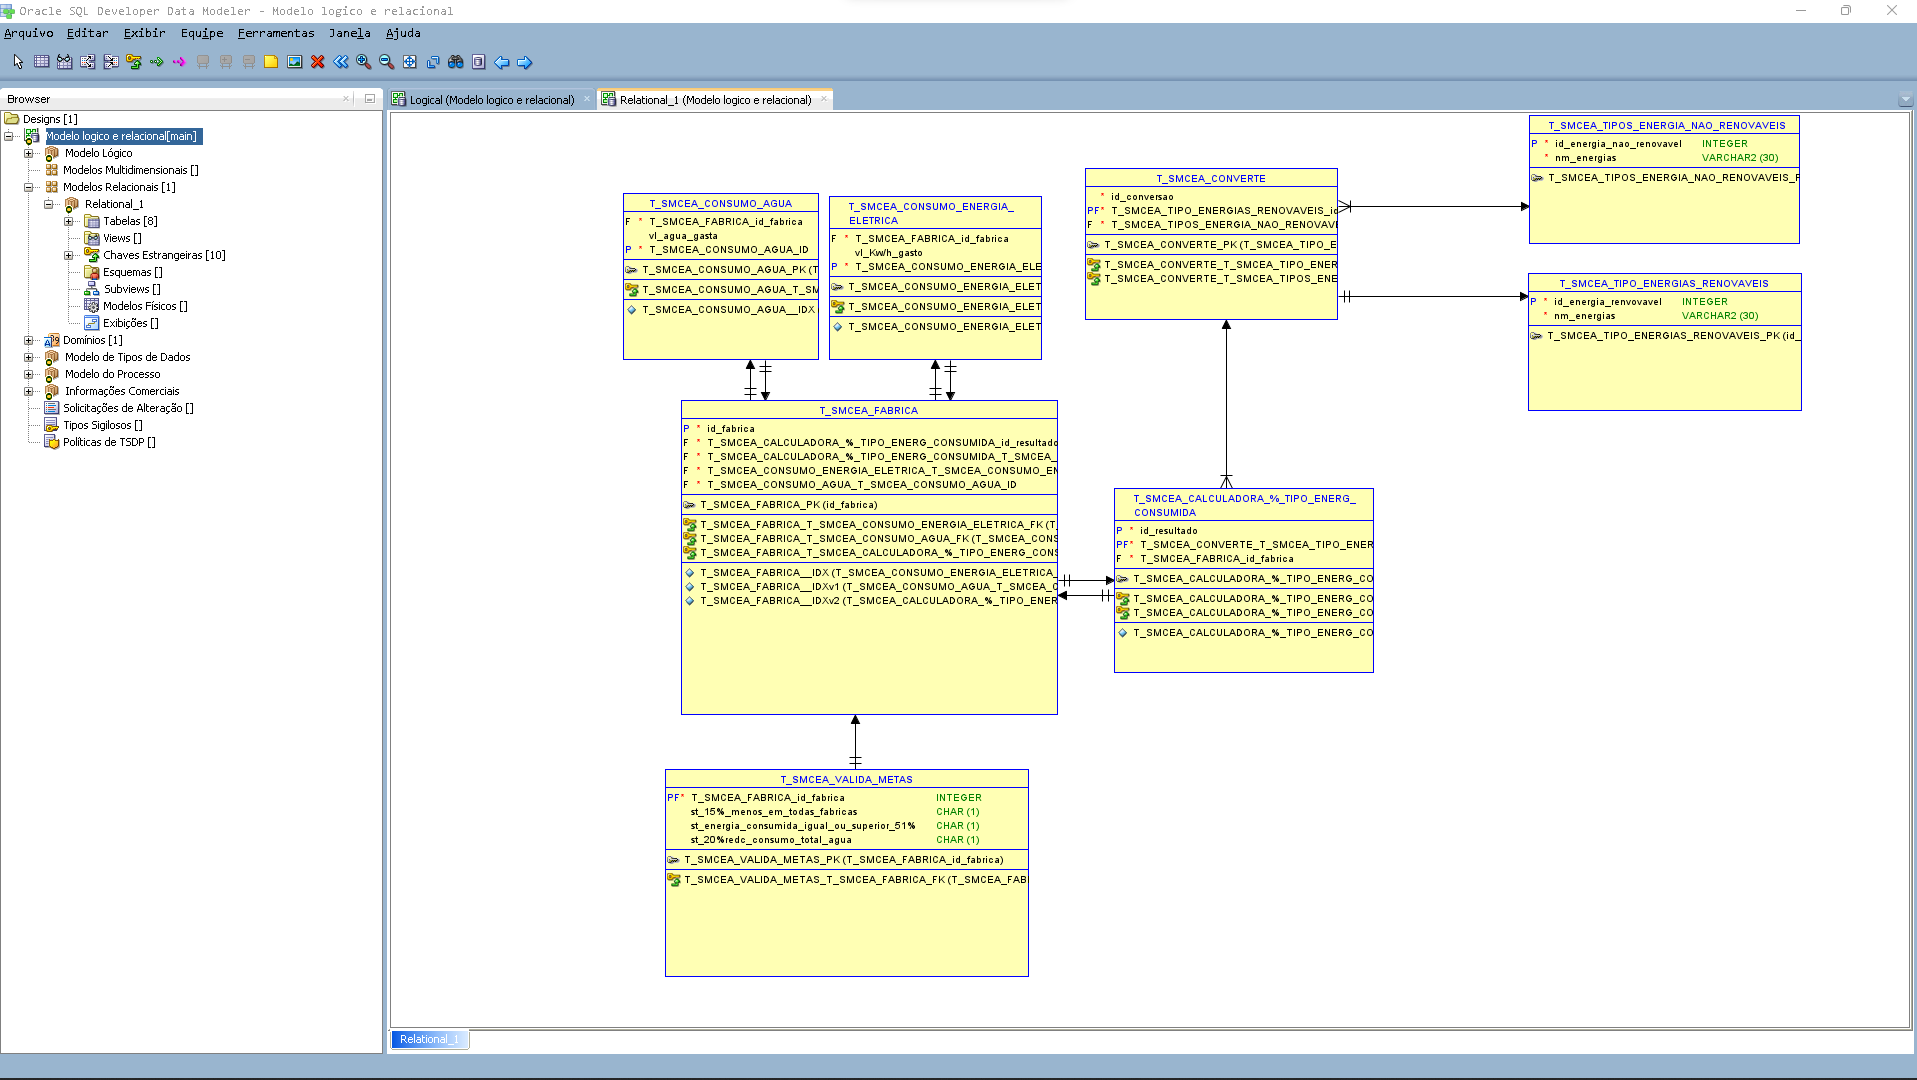 Oracle SQL Developer Data Modeler - Modelo logico e relacional
Arquivo Editar Exibir Equipe Ferramentas Janela Ajuda
Browser
Designs [1]
Modelo logico e relacional[main]
Modelo Lógico
Modelos Multidimensionais []
Modelos Relacionais [1]
Relational_1
Tabelas [8]
Views []
Chaves Estrangeiras [10]
Esquemas []
Subviews []
Modelos Físicos []
Exibições []
Domínios [1]
Modelo de Tipos de Dados
Modelo do Processo
Informações Comerciais
Solicitações de Alteração []
Tipos Sigilosos []
Políticas de TSDP []
Logical (Modelo logico e relacional)
Relational_1 (Modelo logico e relacional)
T_SMCEA_TIPOS_ENERGIA_NAO_RENOVAVEIS
P * id_energia_nao_renovavel INTEGER
* nm_energias VARCHAR2 (30)
T_SMCEA_TIPOS_ENERGIA_NAO_RENOVAVEIS_F
T_SMCEA_CONVERTE
* id_conversao
PF* T_SMCEA_TIPO_ENERGIAS_RENOVAVEIS_id
F * T_SMCEA_TIPOS_ENERGIA_NAO_RENOVAVI
T_SMCEA_CONVERTE_PK (T_SMCEA_TIPO_E
T_SMCEA_CONVERTE_T_SMCEA_TIPO_ENER
T_SMCEA_CONVERTE_T_SMCEA_TIPOS_ENE
T_SMCEA_CONSUMO_AGUA
F * T_SMCEA_FABRICA_id_fabrica
vl_agua_gasta
P * T_SMCEA_CONSUMO_AGUA_ID
T_SMCEA_CONSUMO_AGUA_PK (T
T_SMCEA_CONSUMO_AGUA_T_SM
T_SMCEA_CONSUMO_AGUA__IDX
T_SMCEA_CONSUMO_ENERGIA_
ELETRICA
F * T_SMCEA_FABRICA_id_fabrica
vl_Kw/h_gasto
P * T_SMCEA_CONSUMO_ENERGIA_ELE
T_SMCEA_CONSUMO_ENERGIA_ELET
T_SMCEA_CONSUMO_ENERGIA_ELET
T_SMCEA_CONSUMO_ENERGIA_ELET
T_SMCEA_TIPO_ENERGIAS_RENOVAVEIS
P * id_energia_renvovavel INTEGER
* nm_energias VARCHAR2 (30)
T_SMCEA_TIPO_ENERGIAS_RENOVAVEIS_PK (id_
T_SMCEA_FABRICA
P * id_fabrica
F * T_SMCEA_CALCULADORA_%_TIPO_ENERG_CONSUMIDA_id_resultado
F * T_SMCEA_CALCULADORA_%_TIPO_ENERG_CONSUMIDA_T_SMCEA_
F * T_SMCEA_CONSUMO_ENERGIA_ELETRICA_T_SMCEA_CONSUMO_EN
F * T_SMCEA_CONSUMO_AGUA_T_SMCEA_CONSUMO_AGUA_ID
T_SMCEA_FABRICA_PK (id_fabrica)
T_SMCEA_FABRICA_T_SMCEA_CONSUMO_ENERGIA_ELETRICA_FK (T_
T_SMCEA_FABRICA_T_SMCEA_CONSUMO_AGUA_FK (T_SMCEA_CONS
T_SMCEA_FABRICA_T_SMCEA_CALCULADORA_%_TIPO_ENERG_CONS
T_SMCEA_FABRICA__IDX (T_SMCEA_CONSUMO_ENERGIA_ELETRICA_
T_SMCEA_FABRICA__IDXv1 (T_SMCEA_CONSUMO_AGUA_T_SMCEA_C
T_SMCEA_FABRICA__IDXv2 (T_SMCEA_CALCULADORA_%_TIPO_ENER
T_SMCEA_CALCULADORA_%_TIPO_ENERG_
CONSUMIDA
P * id_resultado
PF* T_SMCEA_CONVERTE_T_SMCEA_TIPO_ENER
F * T_SMCEA_FABRICA_id_fabrica
T_SMCEA_CALCULADORA_%_TIPO_ENERG_CO
T_SMCEA_CALCULADORA_%_TIPO_ENERG_CO
T_SMCEA_CALCULADORA_%_TIPO_ENERG_CO
T_SMCEA_CALCULADORA_%_TIPO_ENERG_CO
T_SMCEA_VALIDA_METAS
PF* T_SMCEA_FABRICA_id_fabrica INTEGER
st_15%_menos_em_todas_fabricas CHAR (1)
st_energia_consumida_igual_ou_superior_51% CHAR (1)
st_20%redc_consumo_total_agua CHAR (1)
T_SMCEA_VALIDA_METAS_PK (T_SMCEA_FABRICA_id_fabrica)
T_SMCEA_VALIDA_METAS_T_SMCEA_FABRICA_FK (T_SMCEA_FAB
Relational_1